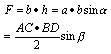 F = b • h = a • b sin α
= AC • BD / 2 sin β